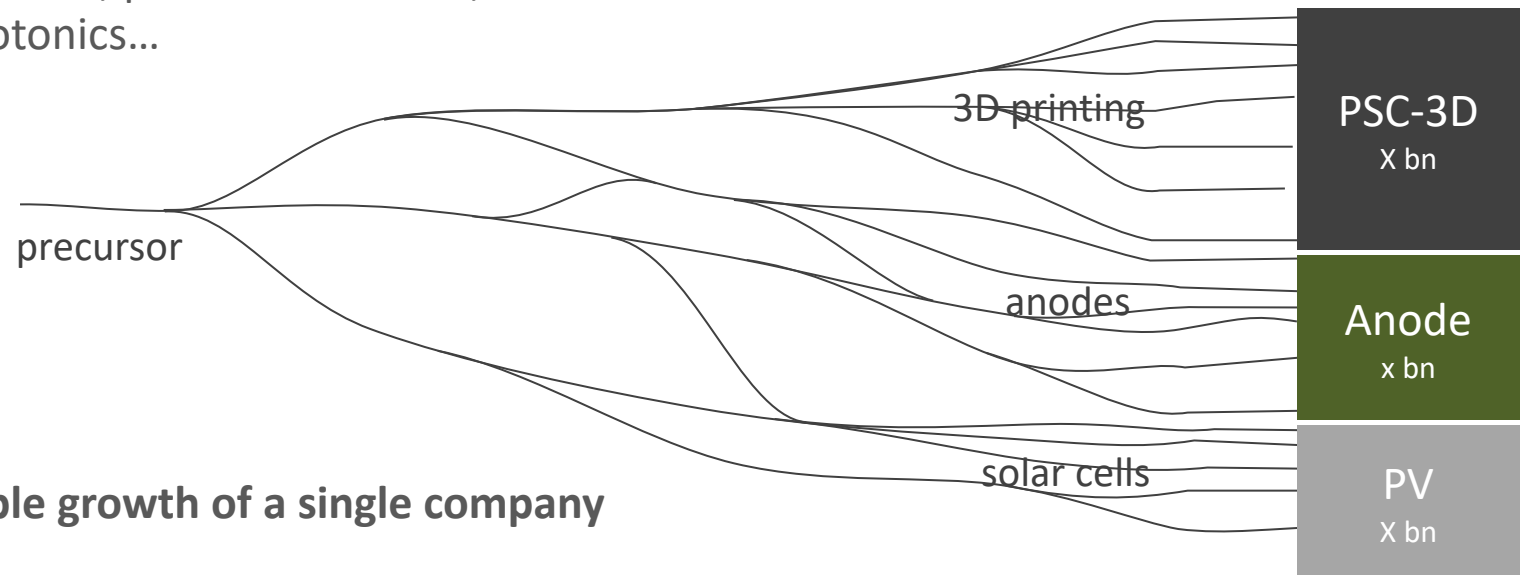 otonics…
3D printing
PSC-3D
X bn
precursor
anodes
Anode
x bn
solar cells
PV
X bn
ble growth of a single company